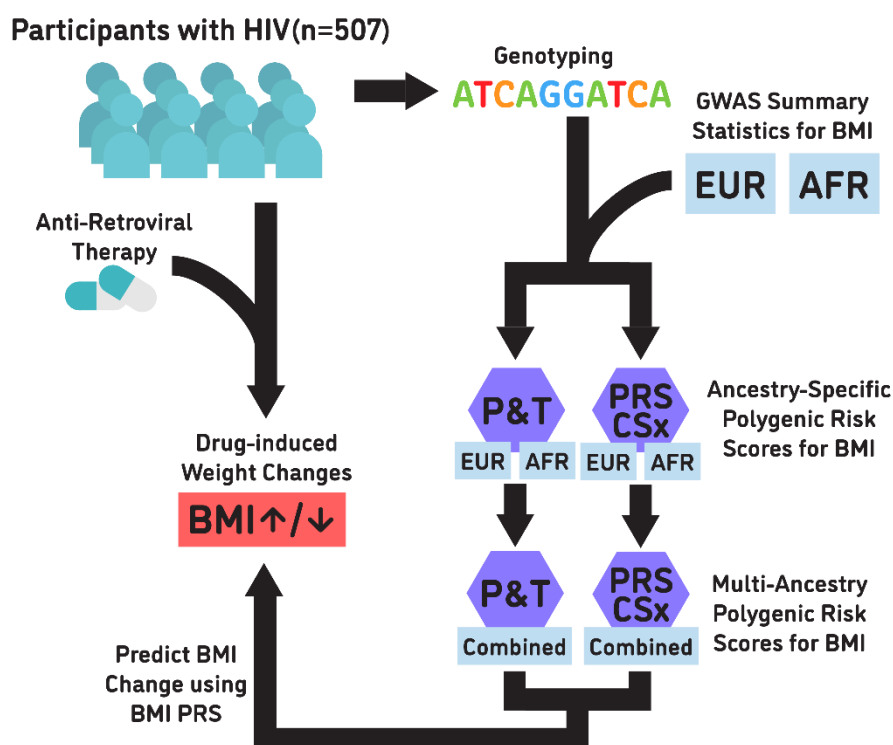 Participants with HIV(n=507)
Genotyping
ATCAGGATCA
GWAS Summary
Statistics for BMI
EUR AFR
Anti-Retroviral
Therapy
P&T
EUR AFR
PRS
CSx
EUR AFR
Ancestry-Specific
Polygenic Risk
Scores for BMI
Drug-induced
Weight Changes
BMI↑/↓
P&T
Combined
PRS
CSx
Combined
Multi-Ancestry
Polygenic Risk
Scores for BMI
Predict BMI
Change using
BMI PRS